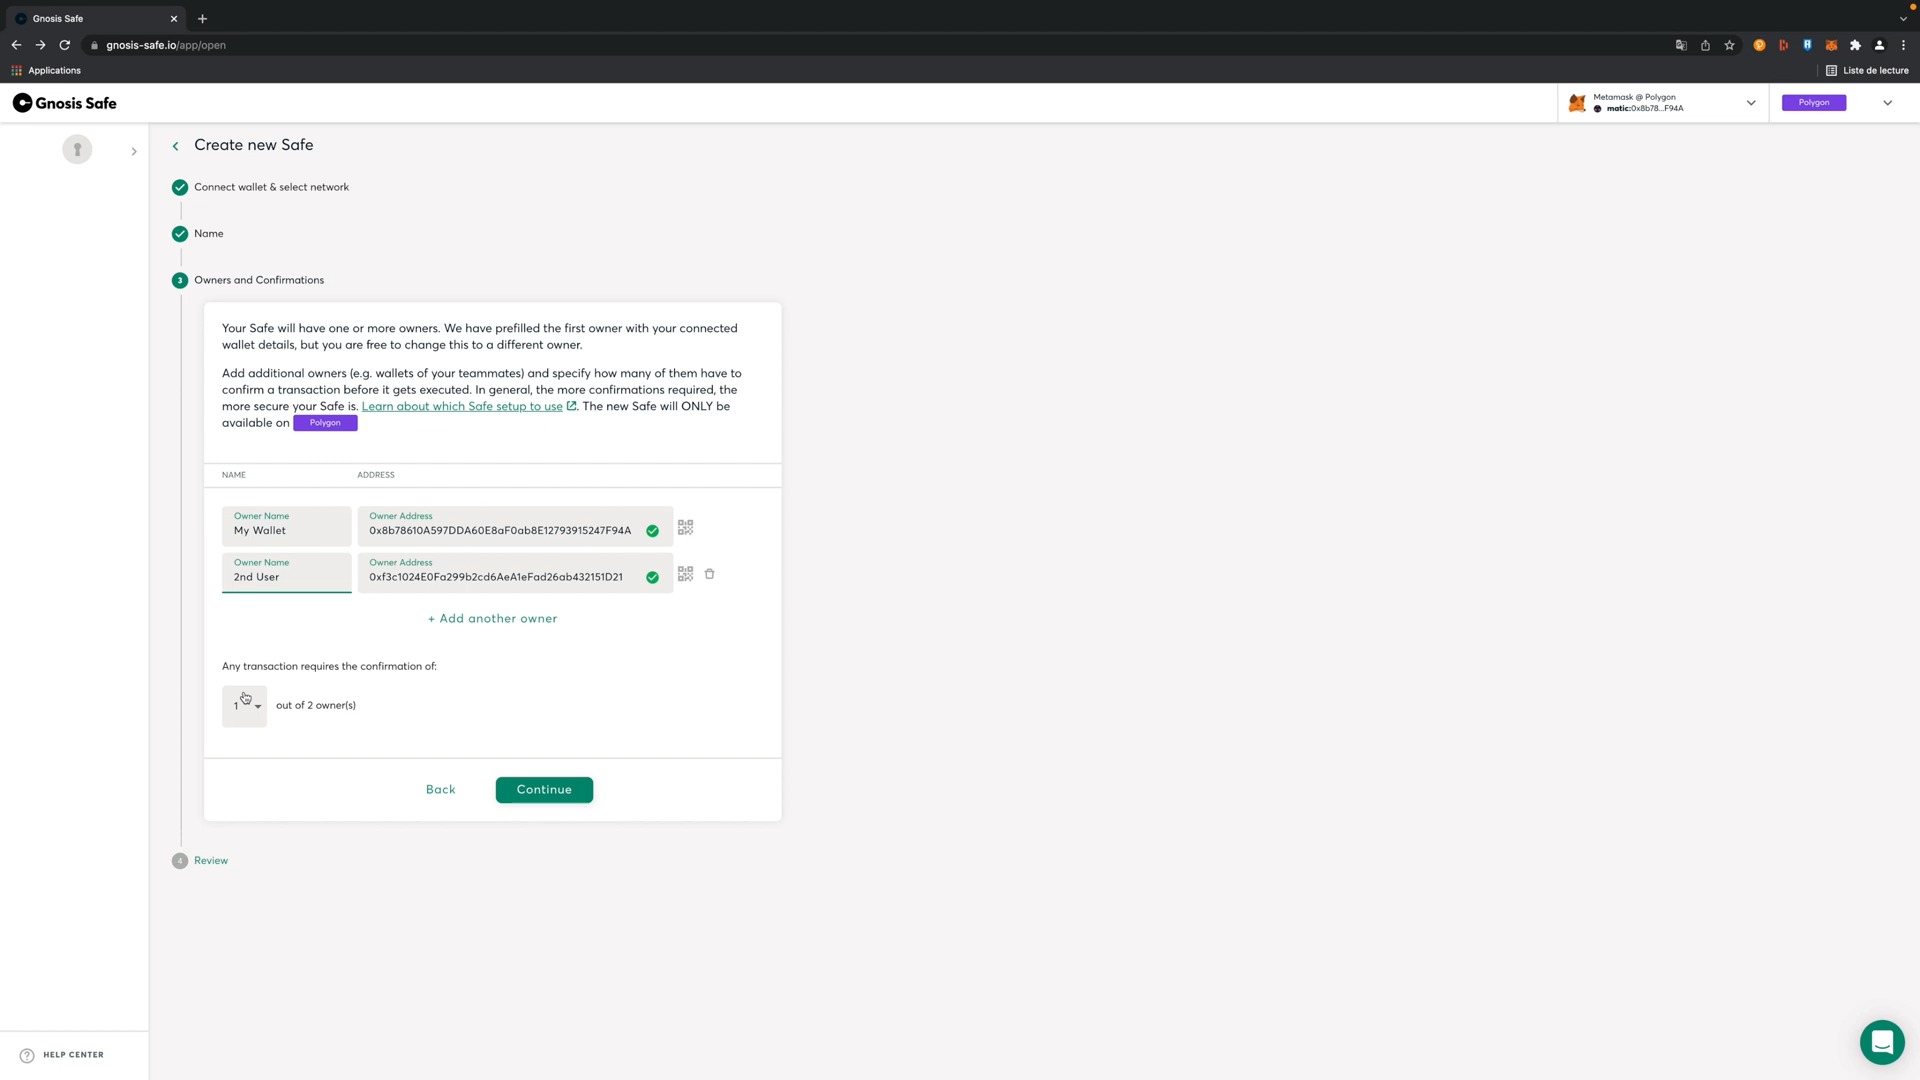 Gnosis Safe
gnosis-safe.io/app/open
Applications
Liste de lecture
Gnosis Safe
Metamask @ Polygon
matic:0x8b78...F94A
Polygon
Create new Safe
Connect wallet & select network
Name
3 Owners and Confirmations
Your Safe will have one or more owners. We have prefilled the first owner with your connected
wallet details, but you are free to change this to a different owner.
Add additional owners (e.g. wallets of your teammates) and specify how many of them have to
confirm a transaction before it gets executed. In general, the more confirmations required, the
more secure your Safe is. Learn about which Safe setup to use . The new Safe will ONLY be
available on Polygon
NAME ADDRESS
Owner Name Owner Address
My Wallet 0x8b78610A597DDA60E8aF0ab8E12793915247F94A
Owner Name Owner Address
2nd User 0xf3c1024E0Fa299b2cd6AeA1eFad26ab432151D21
+ Add another owner
Any transaction requires the confirmation of:
1 out of 2 owner(s)
Back Continue
4 Review
? HELP CENTER